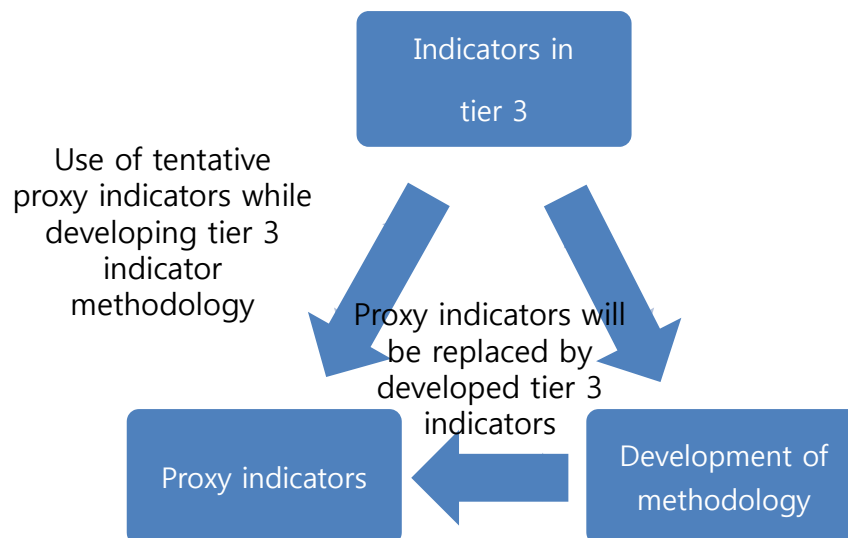 Indicators in
tier 3
Use of tentative
proxy indicators while
developing tier 3
indicator
methodology
Proxy indicators will
be replaced by
developed tier 3
indicators
Proxy indicators
Development of
methodology